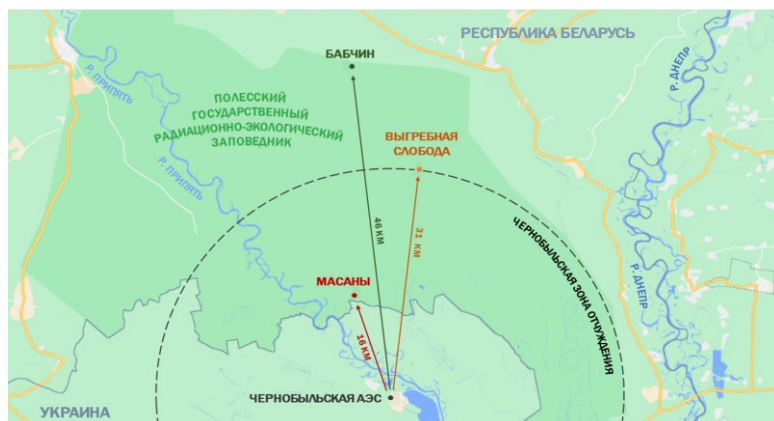 РЕСПУБЛИКА БЕЛАРУСЬ
БАБЧИН
Р. ПРИПЯТЬ
Р. ДНЕПР
ПОЛЕССКИЙ
ГОСУДАРСТВЕННЫЙ
РАДИАЦИОННО-ЭКОЛОГИЧЕСКИЙ
ЗАПОВЕДНИК
ВЫГРЕБНАЯ
СЛОБОДА
Р. ПРИПЯТЬ
46 КМ
31 КМ
ЧЕРНОБЫЛЬСКАЯ ЗОНА ОТЧУЖДЕНИЯ
Р. ДНЕПР
МАСАНЫ
16 КМ
ЧЕРНОБЫЛЬСКАЯ АЭС
УКРАИНА